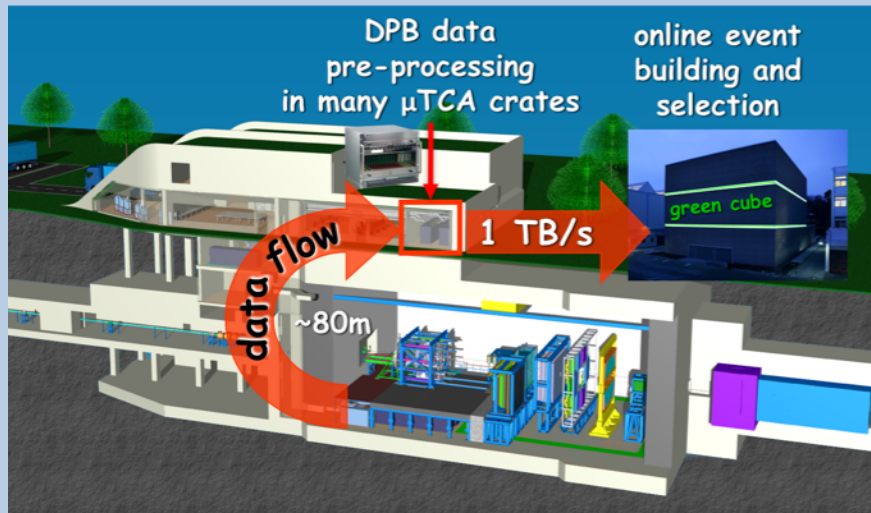 DPB data
pre-processing
in many µTCA crates
online event
building and
selection
green cube
1 TB/s
data flow
~80m